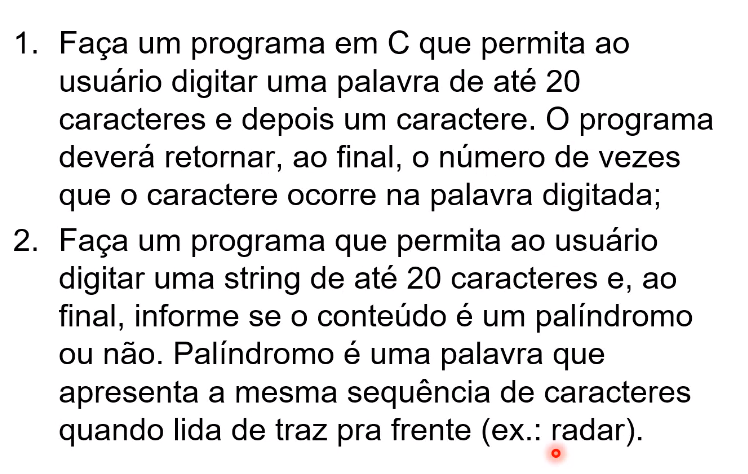 1. Faça um programa em C que permita ao
usuário digitar uma palavra de até 20
caracteres e depois um caractere. O programa
deverá retornar, ao final, o número de vezes
que o caractere ocorre na palavra digitada;
2. Faça um programa que permita ao usuário
digitar uma string de até 20 caracteres e, ao
final, informe se o conteúdo é um palíndromo
ou não. Palíndromo é uma palavra que
apresenta a mesma sequência de caracteres
quando lida de traz pra frente (ex.: radar).